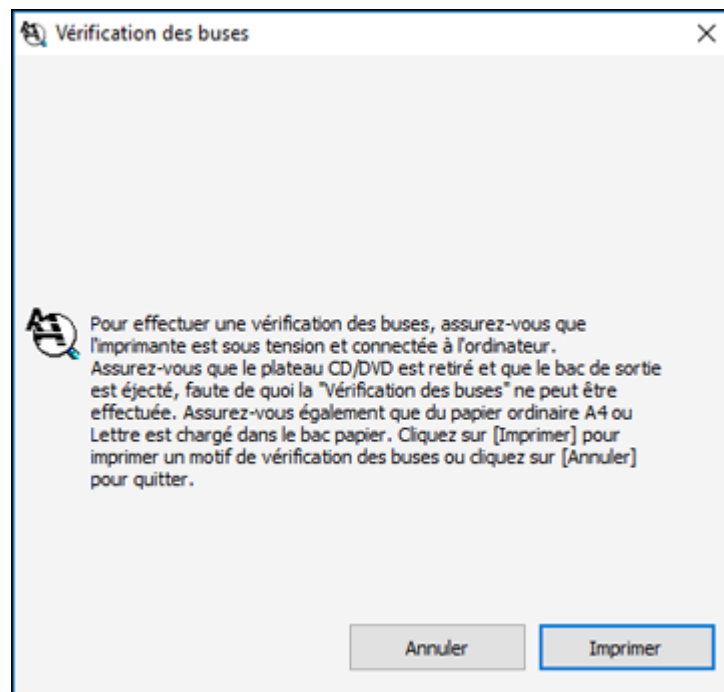 Vérification des buses
Pour effectuer une vérification des buses, assurez-vous que
l'imprimante est sous tension et connectée à l'ordinateur.
Assurez-vous que le plateau CD/DVD est retiré et que le bac de sortie
est éjecté, faute de quoi la "Vérification des buses" ne peut être
effectuée. Assurez-vous également que du papier ordinaire A4 ou
Lettre est chargé dans le bac papier. Cliquez sur [Imprimer] pour
imprimer un motif de vérification des buses ou cliquez sur [Annuler]
pour quitter.
Annuler
Imprimer